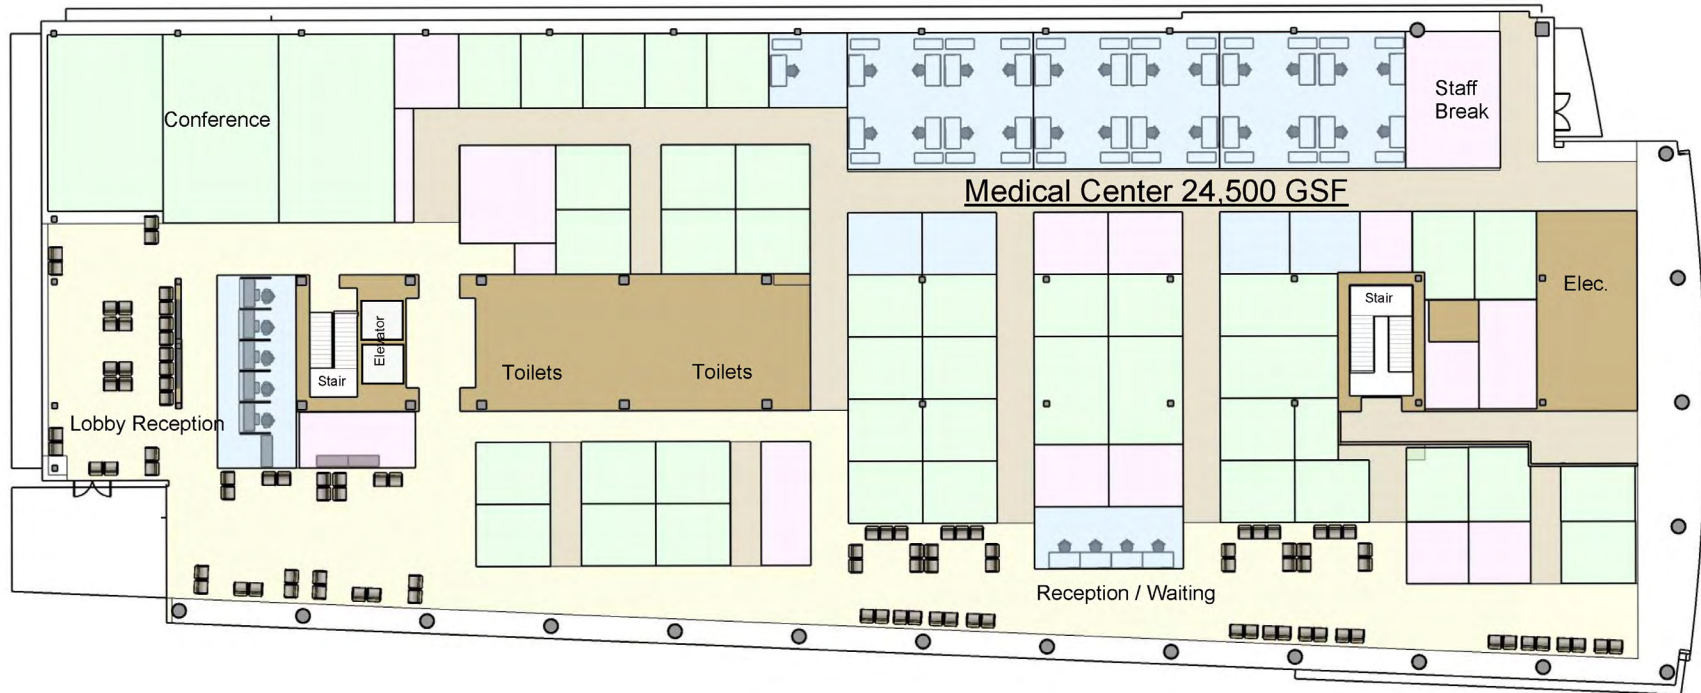 Conference
Staff
Break
Medical Center 24,500 GSF
Elec.
Stair
Elevator
Stair
Toilets
Toilets
Lobby Reception
Reception / Waiting